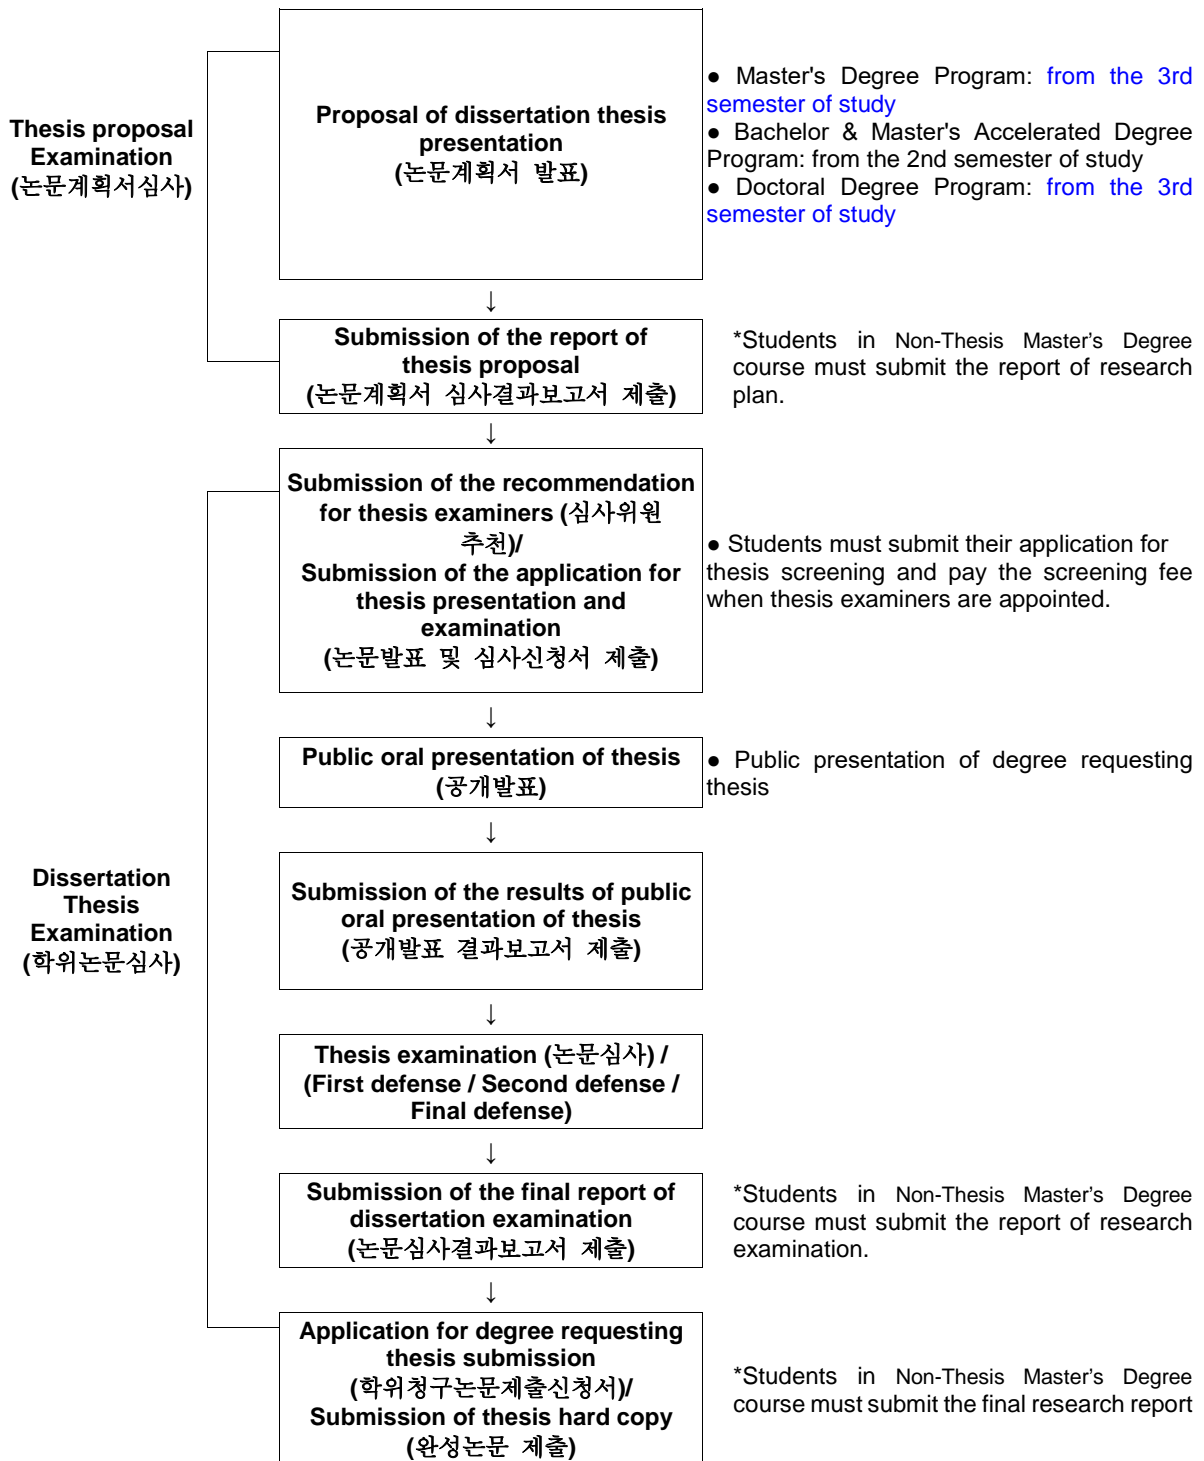 Thesis proposal
Examination
(논문계획서심사)
Proposal of dissertation thesis
presentation
(논문계획서 발표)
● Master's Degree Program: from the 3rd
semester of study
● Bachelor & Master's Accelerated Degree
Program: from the 2nd semester of study
● Doctoral Degree Program: from the 3rd
semester of study
↓
Submission of the report of
thesis proposal
(논문계획서 심사결과보고서 제출)
*Students in Non-Thesis Master’s Degree
course must submit the report of research
plan.
↓
Dissertation
Thesis
Examination
(학위논문심사)
Submission of the recommendation
for thesis examiners (심사위원
추천)/
Submission of the application for
thesis presentation and
examination
(논문발표 및 심사신청서 제출)
● Students must submit their application for
thesis screening and pay the screening fee
when thesis examiners are appointed.
↓
Public oral presentation of thesis
(공개발표)
● Public presentation of degree requesting
thesis
↓
Submission of the results of public
oral presentation of thesis
(공개발표 결과보고서 제출)
↓
Thesis examination (논문심사) /
(First defense / Second defense /
Final defense)
↓
Submission of the final report of
dissertation examination
(논문심사결과보고서 제출)
*Students in Non-Thesis Master’s Degree
course must submit the report of research
examination.
↓
Application for degree requesting
thesis submission
(학위청구논문제출신청서)/
Submission of thesis hard copy
(완성논문 제출)
*Students in Non-Thesis Master’s Degree
course must submit the final research report